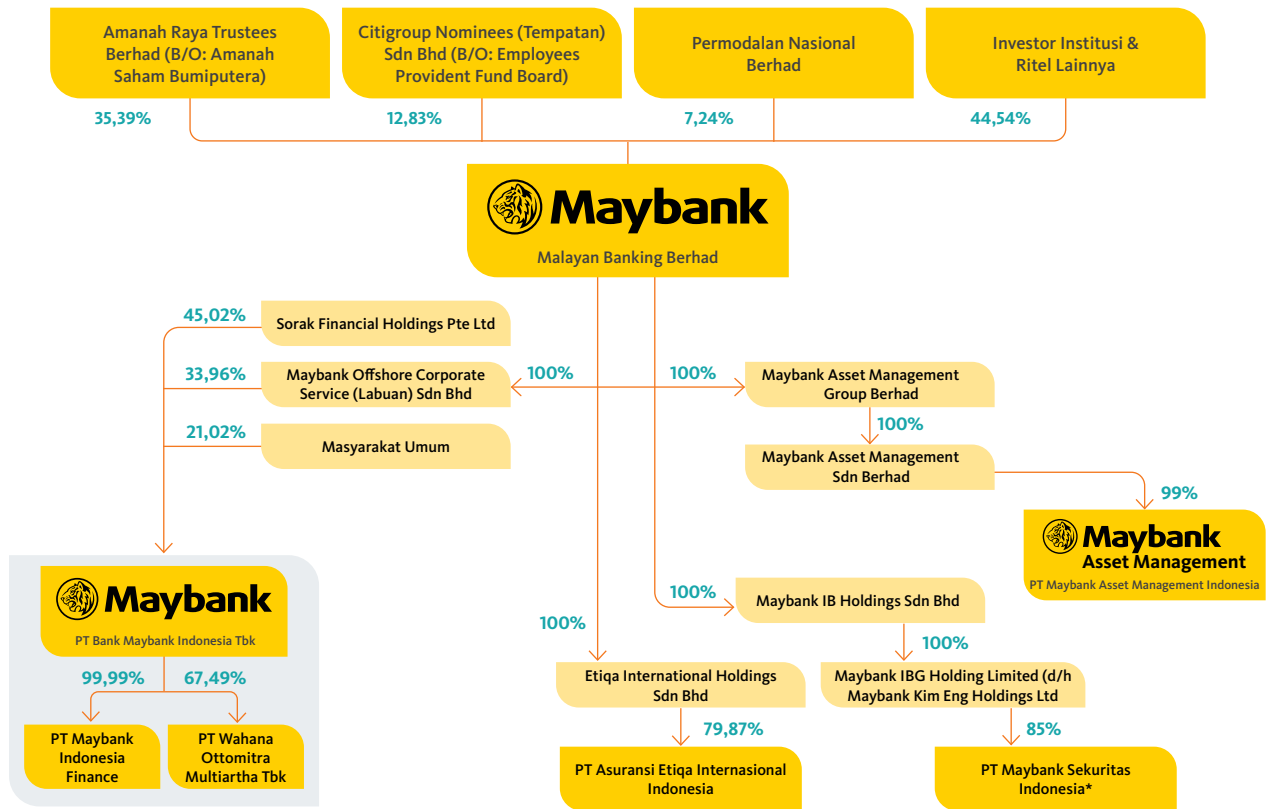 Amanah Raya Trustees
Berhad (B/O: Amanah
Saham Bumiputera)
Citigroup Nominees (Tempatan)
Sdn Bhd (B/O: Employees
Provident Fund Board)
Permodalan Nasional
Berhad
Investor Institusi &
Ritel Lainnya
35,39%
12,83%
7,24%
44,54%
Maybank
Malayan Banking Berhad
45,02%
Sorak Financial Holdings Pte Ltd
33,96%
Maybank Offshore Corporate
Service (Labuan) Sdn Bhd
21,02%
Masyarakat Umum
100%
100%
Maybank Asset Management
Group Berhad
100%
Maybank Asset Management
Sdn Berhad
99%
Maybank
Asset Management
PT Maybank Asset Management Indonesia
Maybank
PT Bank Maybank Indonesia Tbk
99,99%
67,49%
PT Maybank
Indonesia
Finance
PT Wahana
Ottomitra
Multiartha Tbk
100%
Maybank IB Holdings Sdn Bhd
100%
100%
Etiqa International Holdings
Sdn Bhd
Maybank IBG Holding Limited (d/h
Maybank Kim Eng Holdings Ltd
79,87%
85%
PT Asuransi Etiqa Internasional
Indonesia
PT Maybank Sekuritas
Indonesia*